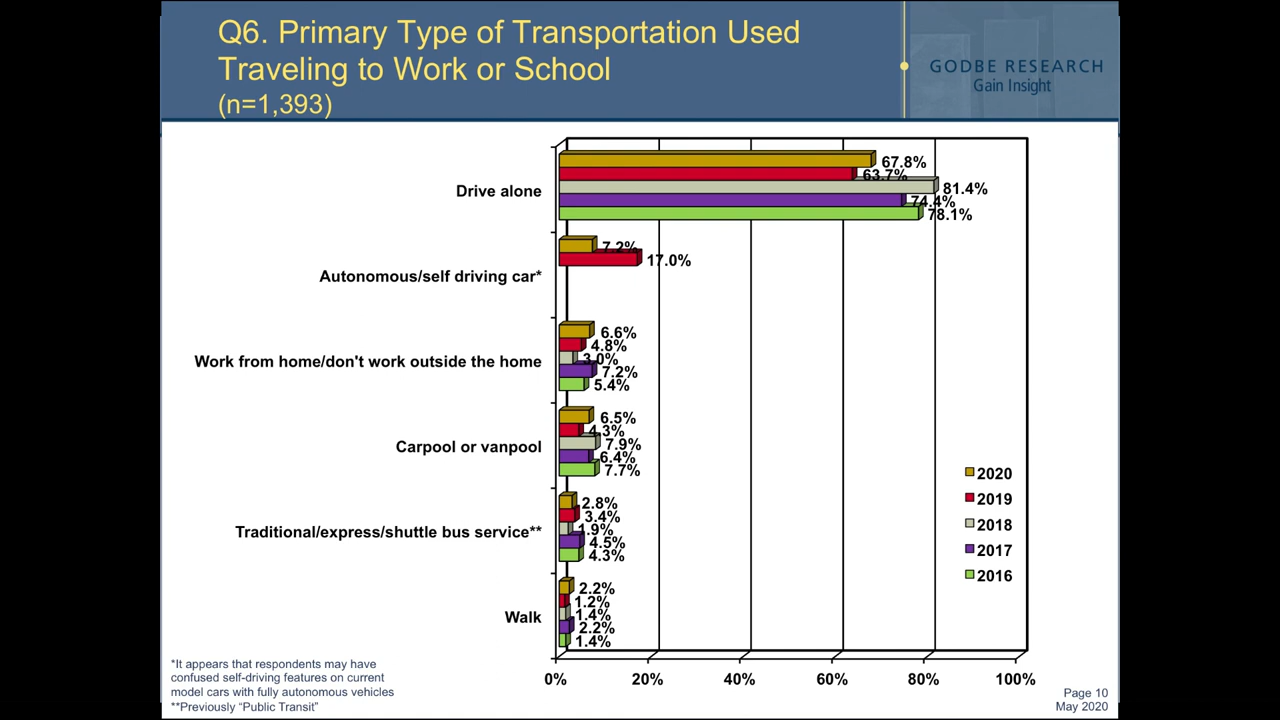 Q6. Primary Type of Transportation Used
Traveling to Work or School
(n=1,393)
GODBE RESEARCH
Gain Insight
Drive alone
67.8%
63.7%
81.4%
74.4%
78.1%
Autonomous/self driving car*
7.2%
17.0%
Work from home/don't work outside the home
6.6%
4.8%
3.0%
7.2%
5.4%
Carpool or vanpool
6.5%
4.3%
7.9%
6.4%
7.7%
Traditional/express/shuttle bus service**
2.8%
3.4%
1.9%
4.5%
4.3%
Walk
2.2%
1.2%
1.4%
2.2%
1.4%
2020
2019
2018
2017
2016
0% 20% 40% 60% 80% 100%
*It appears that respondents may have
confused self-driving features on current
model cars with fully autonomous vehicles
**Previously “Public Transit”
Page 10
May 2020